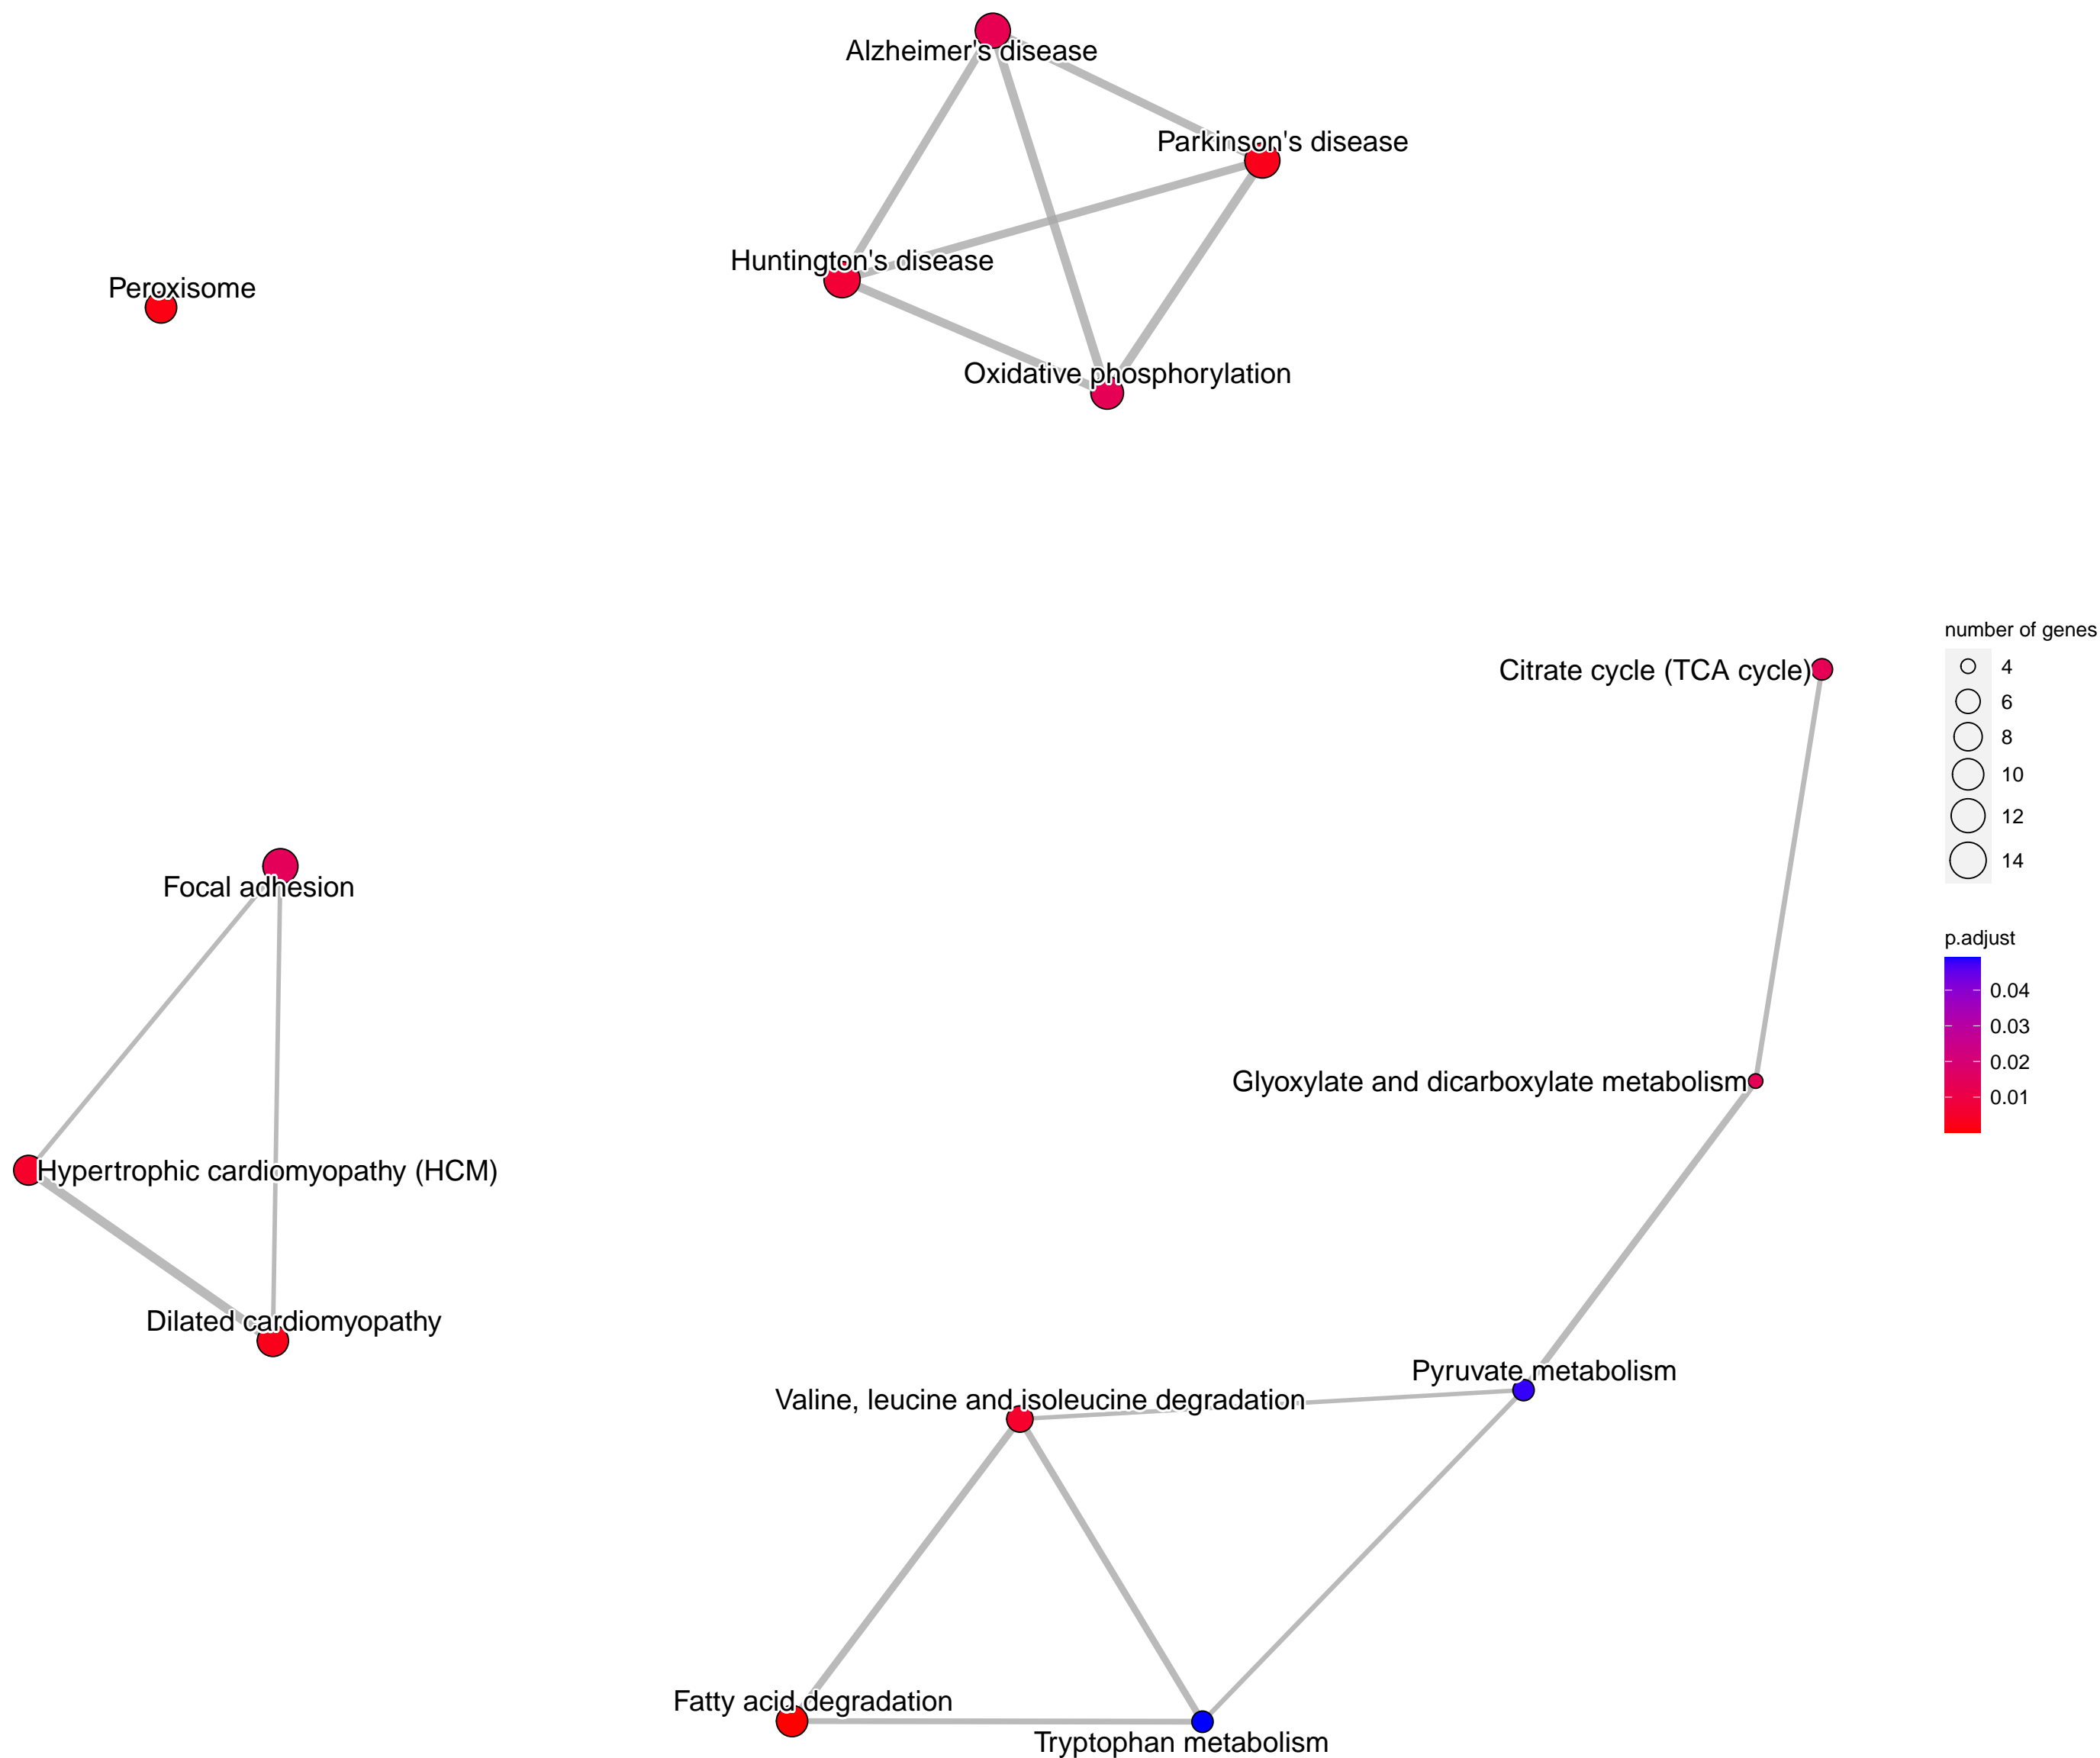 Alzheimer's disease
Parkinson's disease
Huntington's disease
Peroxisome
Oxidative phosphorylation
number of genes
4
6
8
10
12
14
Citrate cycle (TCA cycle)
Focal adhesion
p.adjust
0.04
0.03
0.02
0.01
Glyoxylate and dicarboxylate metabolism
Hypertrophic cardiomyopathy (HCM)
Dilated cardiomyopathy
Pyruvate metabolism
Valine, leucine and isoleucine degradation
Fatty acid degradation
Tryptophan metabolism